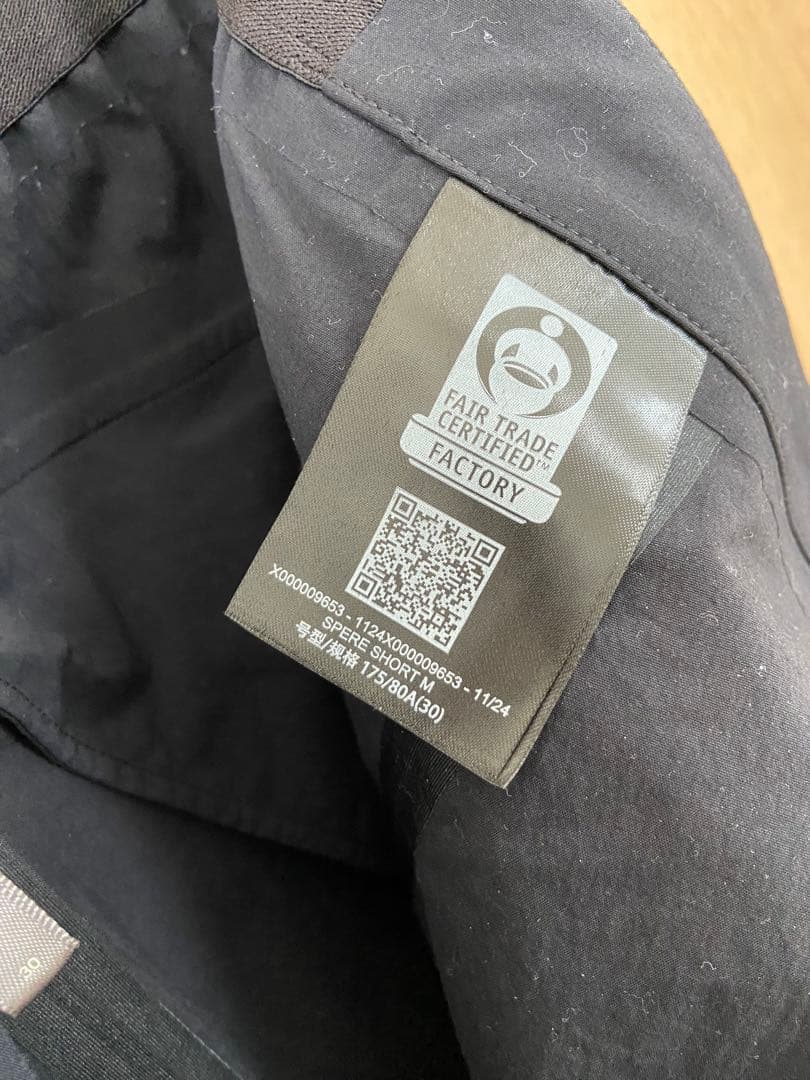 FAIR TRADE
CERTIFIED™
FACTORY
X000009653 - 1124X000009653 - 11/24
SPERE SHORT M
号型/规格 175/80A(30)
30